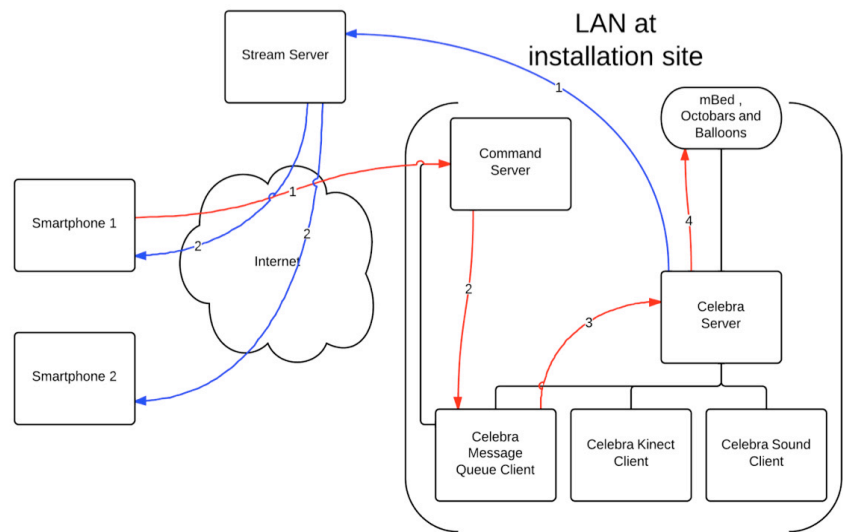 LAN at
installation site
Stream Server
1
mBed ,
Octobars and
Balloons
Command
Server
Smartphone 1
1
2
2
4
Internet
2
3
Celebra
Server
Smartphone 2
Celebra
Message
Queue Client
Celebra Kinect
Client
Celebra Sound
Client